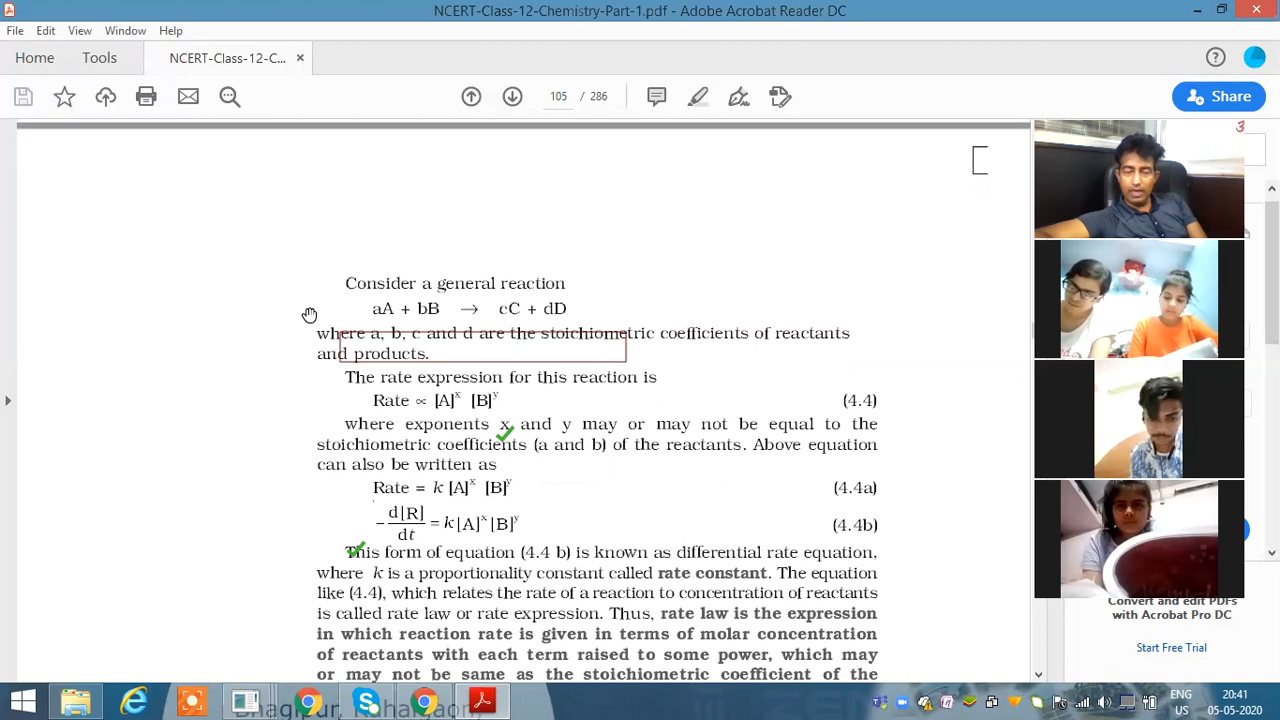 NCERT-Class-12-Chemistry-Part-1.pdf - Adobe Acrobat Reader DC
File Edit View Window Help
Home Tools NCERT-Class-12-C... ×
105 / 286
Share
3
Consider a general reaction
aA + bB → cC + dD
where a, b, c and d are the stoichiometric coefficients of reactants
and products.
The rate expression for this reaction is
Rate ∝ [A]ˣ [B]ʸ (4.4)
where exponents x and y may or may not be equal to the
stoichiometric coefficients (a and b) of the reactants. Above equation
can also be written as
Rate = k [A]ˣ [B]ʸ (4.4a)
− d[R]/dt = k [A]ˣ [B]ʸ (4.4b)
This form of equation (4.4 b) is known as differential rate equation,
where k is a proportionality constant called rate constant. The equation
like (4.4), which relates the rate of a reaction to concentration of reactants
is called rate law or rate expression. Thus, rate law is the expression
in which reaction rate is given in terms of molar concentration
of reactants with each term raised to some power, which may
or may not be same as the stoichiometric coefficient of the
Convert and edit PDFs
with Acrobat Pro DC
Start Free Trial
ENG
US
20:41
05-05-2020